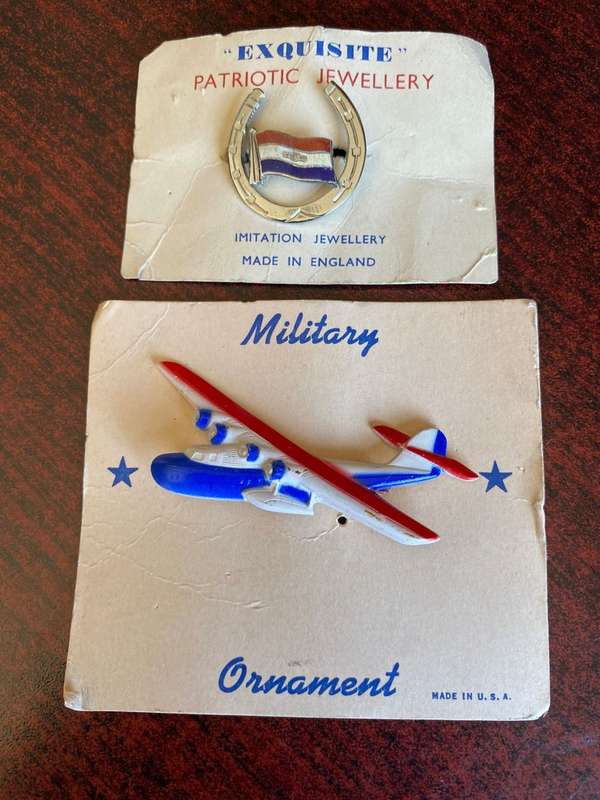 "EXQUISITE"
PATRIOTIC JEWELLERY
IMITATION JEWELLERY
MADE IN ENGLAND
Military
Ornament
MADE IN U.S.A.